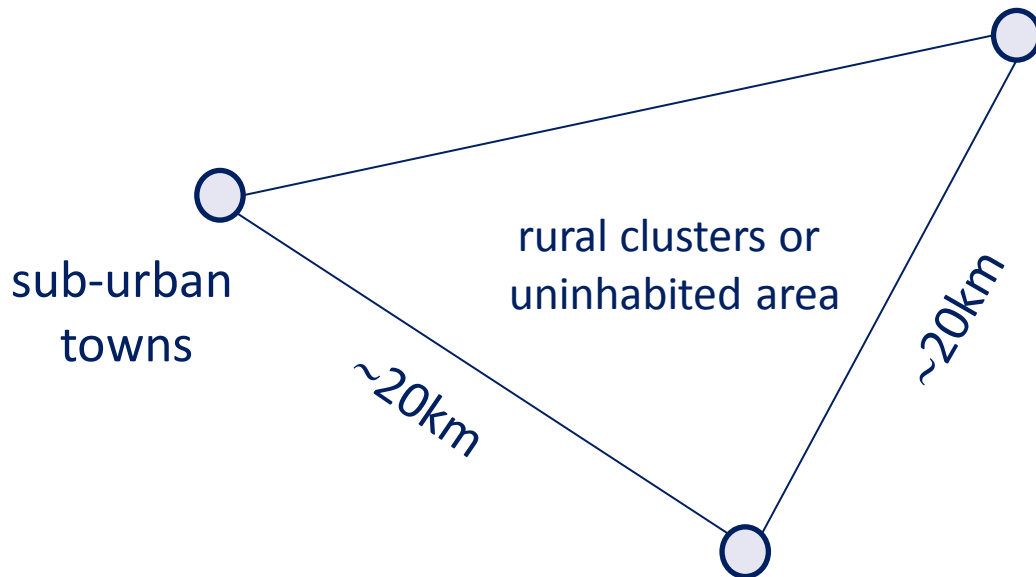 sub-urban
towns
rural clusters or
uninhabited area
~20km
~20km